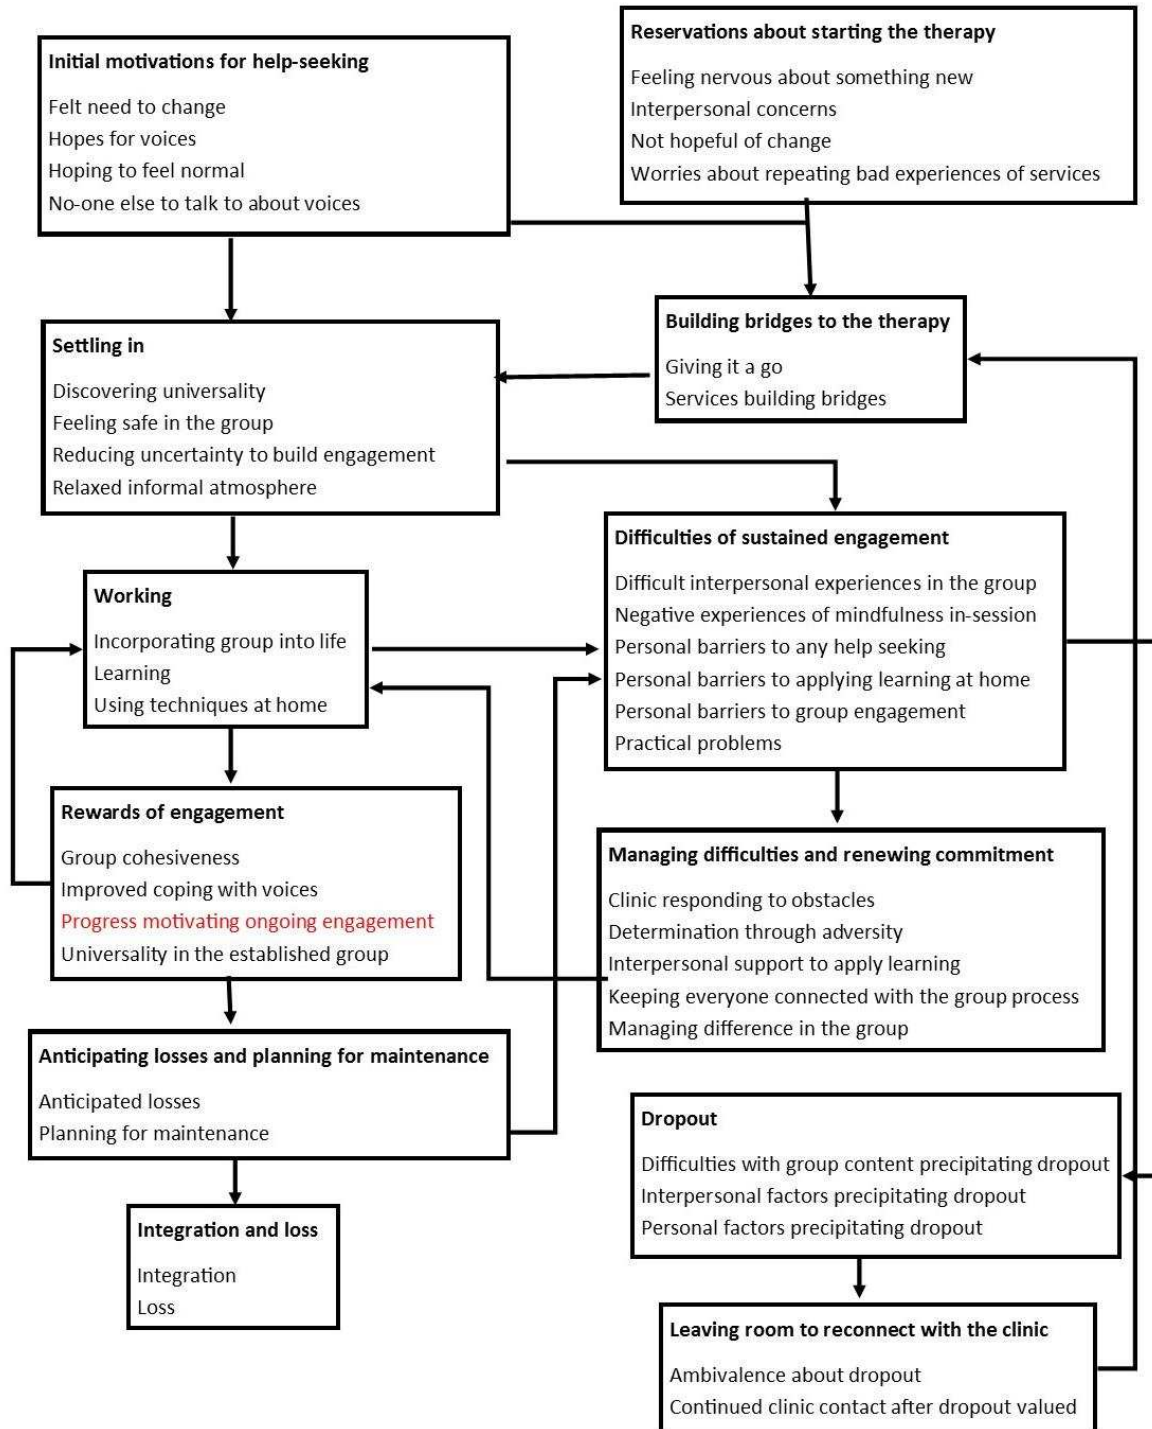 Initial motivations for help-seeking
Felt need to change
Hopes for voices
Hoping to feel normal
No-one else to talk to about voices
Reservations about starting the therapy
Feeling nervous about something new
Interpersonal concerns
Not hopeful of change
Worries about repeating bad experiences of services
Building bridges to the therapy
Giving it a go
Services building bridges
Settling in
Discovering universality
Feeling safe in the group
Reducing uncertainty to build engagement
Relaxed informal atmosphere
Difficulties of sustained engagement
Difficult interpersonal experiences in the group
Negative experiences of mindfulness in-session
Personal barriers to any help seeking
Personal barriers to applying learning at home
Personal barriers to group engagement
Practical problems
Working
Incorporating group into life
Learning
Using techniques at home
Rewards of engagement
Group cohesiveness
Improved coping with voices
Progress motivating ongoing engagement
Universality in the established group
Managing difficulties and renewing commitment
Clinic responding to obstacles
Determination through adversity
Interpersonal support to apply learning
Keeping everyone connected with the group process
Managing difference in the group
Anticipating losses and planning for maintenance
Anticipated losses
Planning for maintenance
Dropout
Difficulties with group content precipitating dropout
Interpersonal factors precipitating dropout
Personal factors precipitating dropout
Integration and loss
Integration
Loss
Leaving room to reconnect with the clinic
Ambivalence about dropout
Continued clinic contact after dropout valued